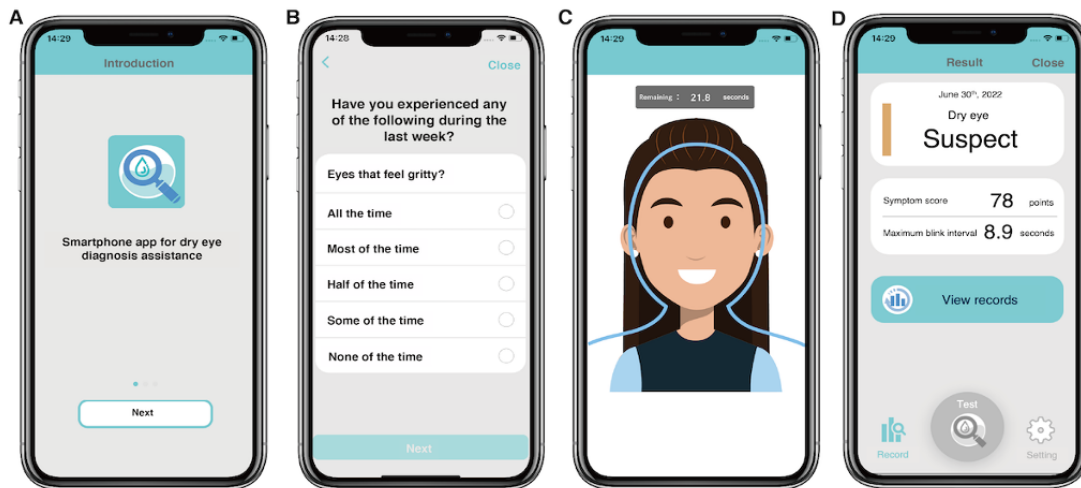 A
14:29
Introduction
Smartphone app for dry eye
diagnosis assistance
Next
B
14:28
Close
Have you experienced any
of the following during the
last week?
Eyes that feel gritty?
All the time
Most of the time
Half of the time
Some of the time
None of the time
Next
C
14:29
Remaining : 21.8 seconds
D
14:29
Result Close
June 30th, 2022
Dry eye
Suspect
Symptom score 78 points
Maximum blink interval 8.9 seconds
View records
Test
Record
Setting